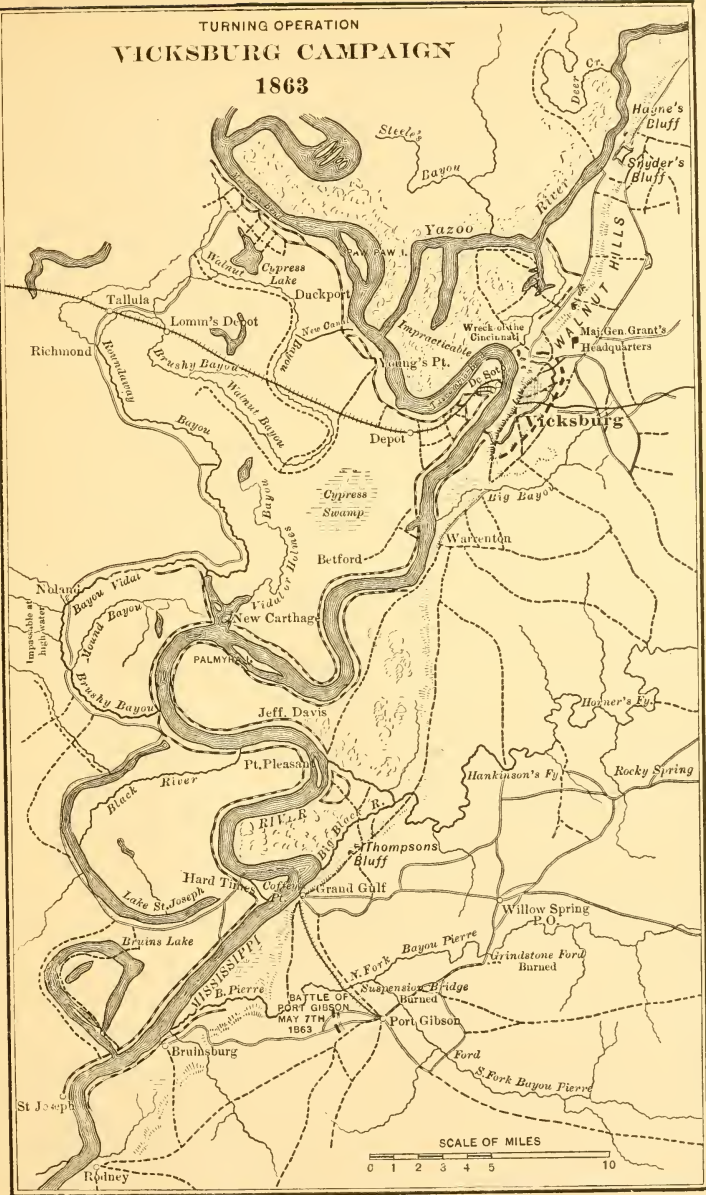 TURNING OPERATION
VICKSBURG CAMPAIGN
1863
Deer Cr.
Hayne's
Bluff
Steele's
Bayou
Snyder's
Bluff
Yazoo
River
PAW PAW I.
Walnut
Bayou
Cypress
Lake
WALNUT HILLS
Tallula
Duckport
Lomin's Depot
New Canal
Impracticable
Wreck of the
Cincinnati
Maj. Gen. Grant's
Headquarters
Richmond
Roundaway
Bayou
Brushy Bayou
Young's Pt.
De Soto
Walnut Bayou
Vicksburg
Depot
Cypress
Swamp
Big Bayou
Betford
Warrenton
Vidal or Holmes
Bayou
Noland
Bayou Vidal
Impassable at
high water
Mound Bayou
New Carthage
PALMYRA I.
Brushy Bayou
Horner's Fy.
Jeff. Davis
Black River
Pt. Pleasant
Hankinson's Fy
Rocky Spring
RIVER
Big Black R.
Thompsons
Bluff
Hard Times
Coffey
Pt.
Grand Gulf
Lake St. Joseph
Willow Spring
P.O.
Bruins Lake
N. Fork Bayou Pierre
Grindstone Ford
Burned
MISSISSIPPI
B. Pierre
Suspension Bridge
Burned
BATTLE OF
PORT GIBSON
MAY 7TH
1863
Port Gibson
Bruinsburg
Ford
S. Fork Bayou Pierre
St Joseph
Rodney
SCALE OF MILES
0 1 2 3 4 5 10